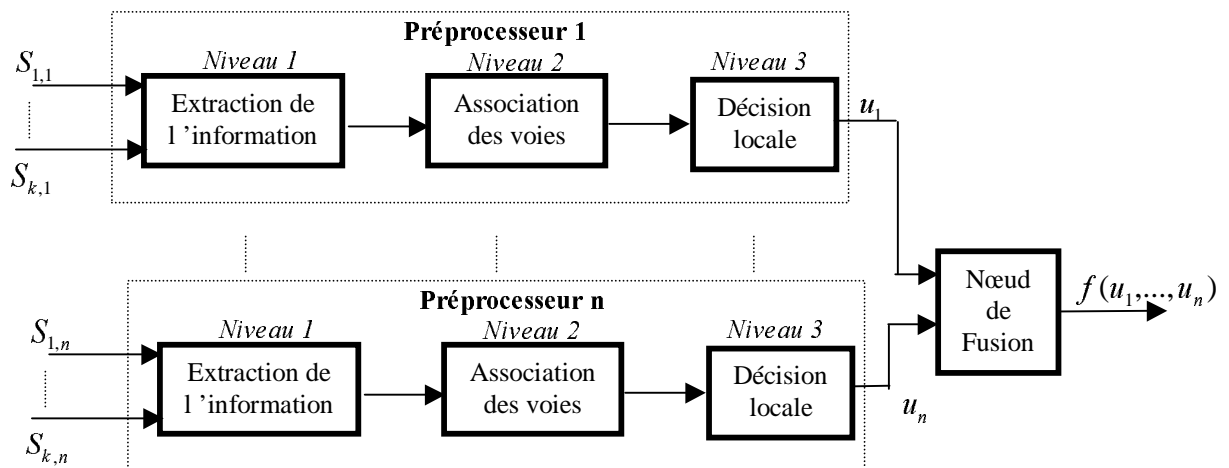 Préprocesseur 1
Niveau 1
Niveau 2
Niveau 3
S1,1
Sk,1
Extraction de
l ’information
Association
des voies
Décision
locale
u1
Préprocesseur n
Niveau 1
Niveau 2
Niveau 3
S1,n
Sk,n
Extraction de
l ’information
Association
des voies
Décision
locale
un
Nœud
de
Fusion
f(u1,...,un)